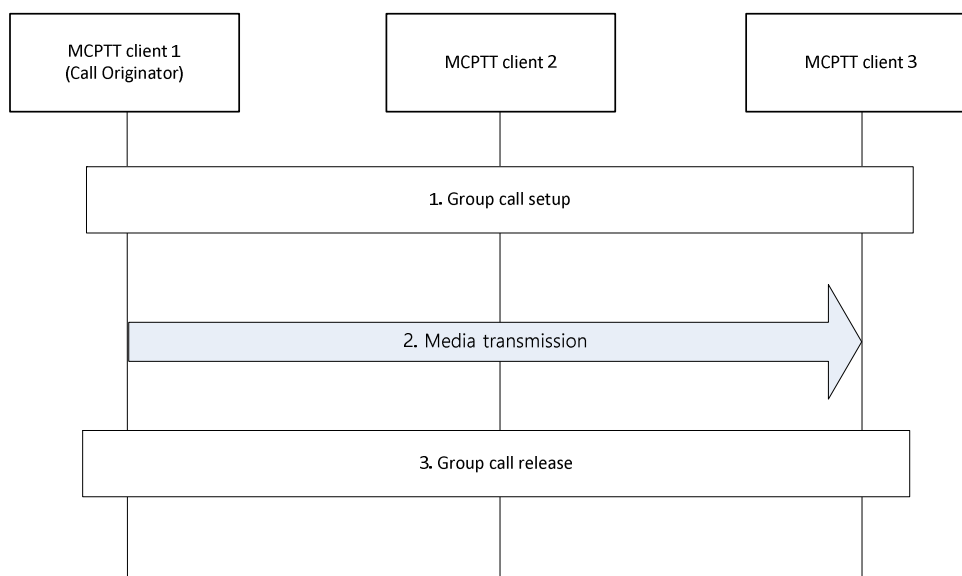 MCPTT client 1
(Call Originator)
MCPTT client 2
MCPTT client 3
1. Group call setup
2. Media transmission
3. Group call release